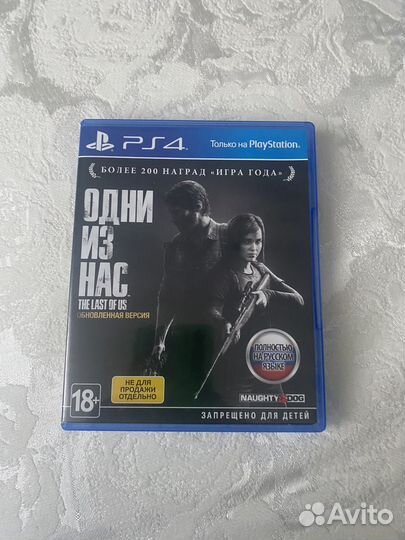 PS4
Только на PlayStation®
БОЛЕЕ 200 НАГРАД «ИГРА ГОДА»
ОДНИ
ИЗ
НАС
THE LAST OF US
ОБНОВЛЕННАЯ ВЕРСИЯ
ПОЛНОСТЬЮ
НА РУССКОМ
ЯЗЫКЕ
НЕ ДЛЯ
ПРОДАЖИ
ОТДЕЛЬНО
18+
NAUGHTY DOG
ЗАПРЕЩЕНО ДЛЯ ДЕТЕЙ
Avito